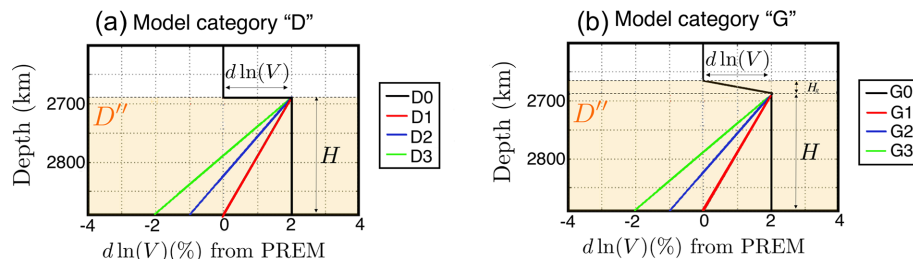 (a) Model category “D”
Depth (km)
2700
2800
d ln(V)
D″
H
-4 -2 0 2 4
d ln(V)(%) from PREM
D0
D1
D2
D3
(b) Model category “G”
Depth (km)
2700
2800
d ln(V)
D″
H
-4 -2 0 2 4
d ln(V)(%) from PREM
G0
G1
G2
G3